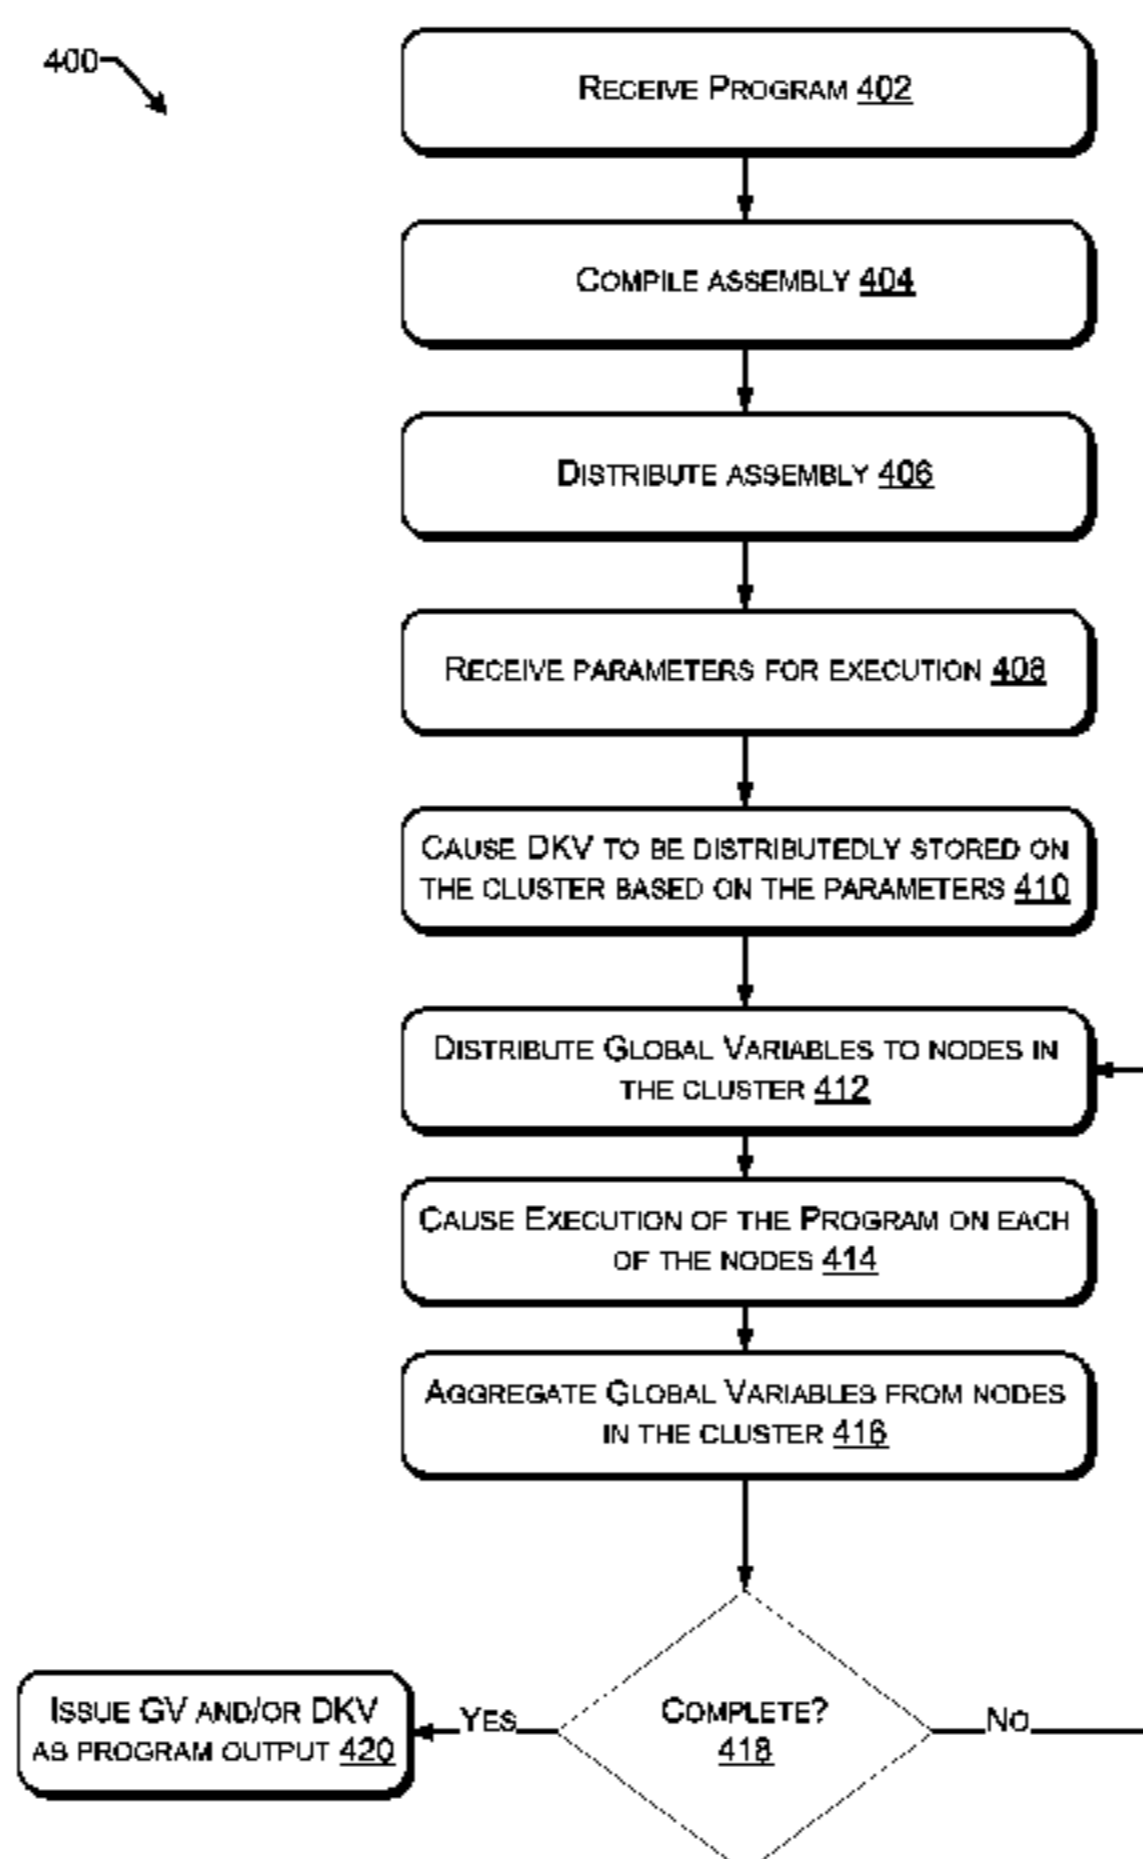 400
RECEIVE PROGRAM 402
COMPILE ASSEMBLY 404
DISTRIBUTE ASSEMBLY 406
RECEIVE PARAMETERS FOR EXECUTION 408
CAUSE DKV TO BE DISTRIBUTEDLY STORED ON
THE CLUSTER BASED ON THE PARAMETERS 410
DISTRIBUTE GLOBAL VARIABLES TO NODES IN
THE CLUSTER 412
CAUSE EXECUTION OF THE PROGRAM ON EACH
OF THE NODES 414
AGGREGATE GLOBAL VARIABLES FROM NODES
IN THE CLUSTER 416
ISSUE GV AND/OR DKV
AS PROGRAM OUTPUT 420
YES
COMPLETE?
418
NO